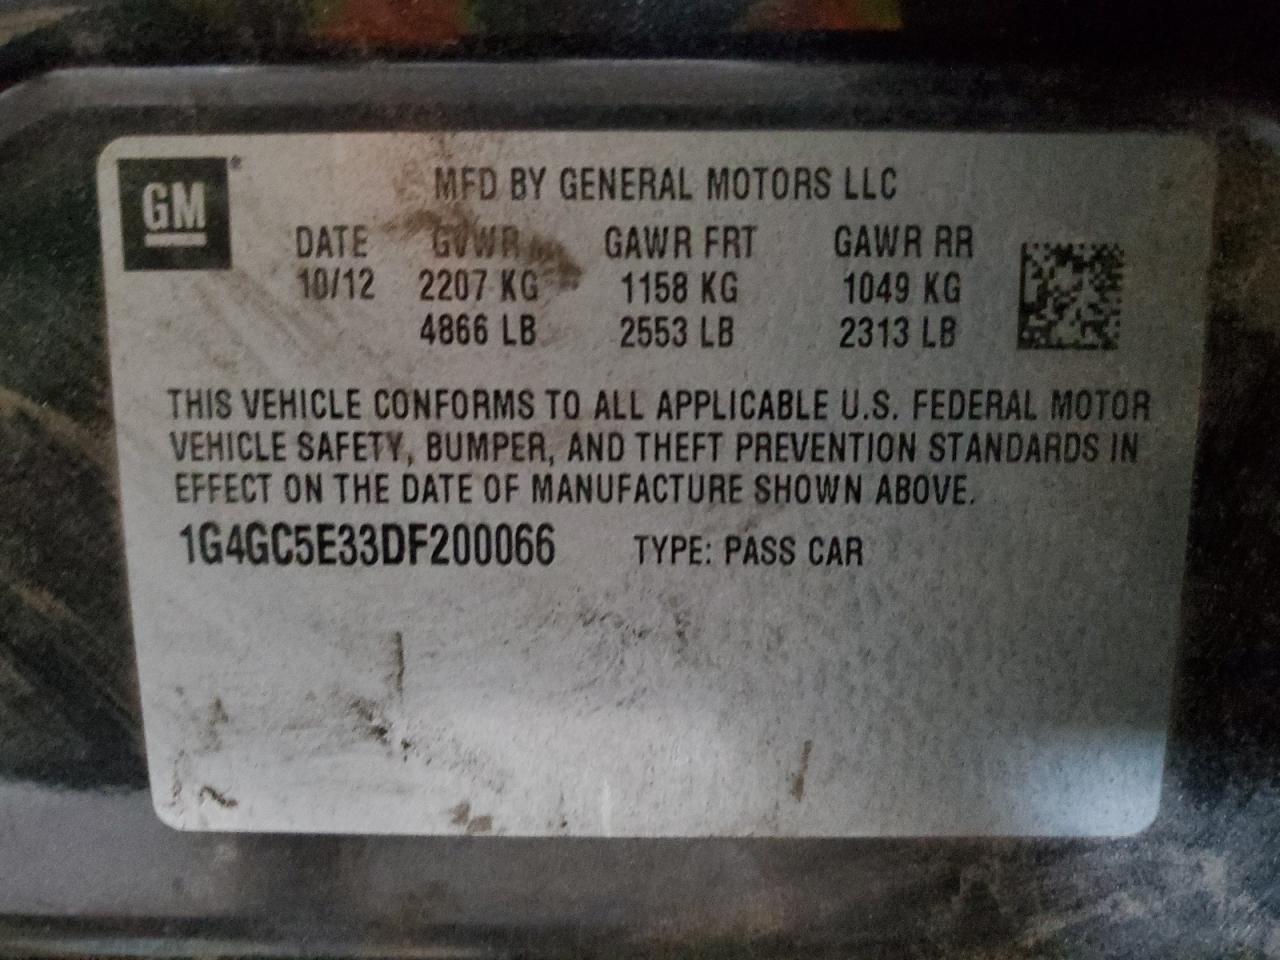 GM
MFD BY GENERAL MOTORS LLC
DATE GVWR GAWR FRT GAWR RR
10/12 2207 KG 1158 KG 1049 KG
4866 LB 2553 LB 2313 LB
THIS VEHICLE CONFORMS TO ALL APPLICABLE U.S. FEDERAL MOTOR
VEHICLE SAFETY, BUMPER, AND THEFT PREVENTION STANDARDS IN
EFFECT ON THE DATE OF MANUFACTURE SHOWN ABOVE.
1G4GC5E33DF200066 TYPE: PASS CAR